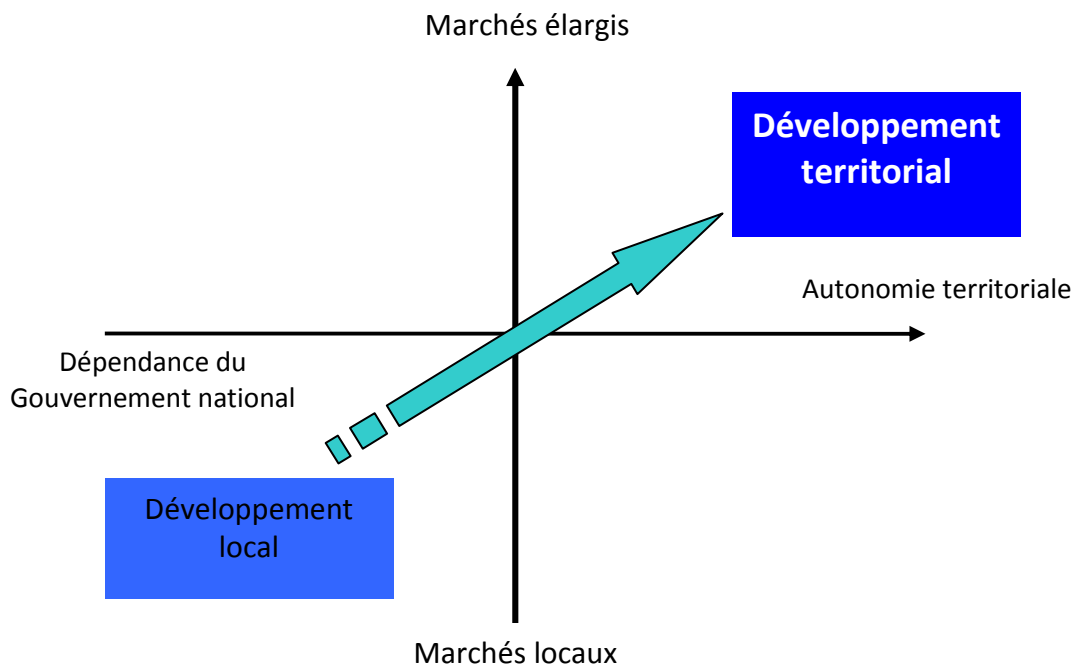 Marchés élargis
Développement
territorial
Autonomie territoriale
Dépendance du
Gouvernement national
Développement
local
Marchés locaux